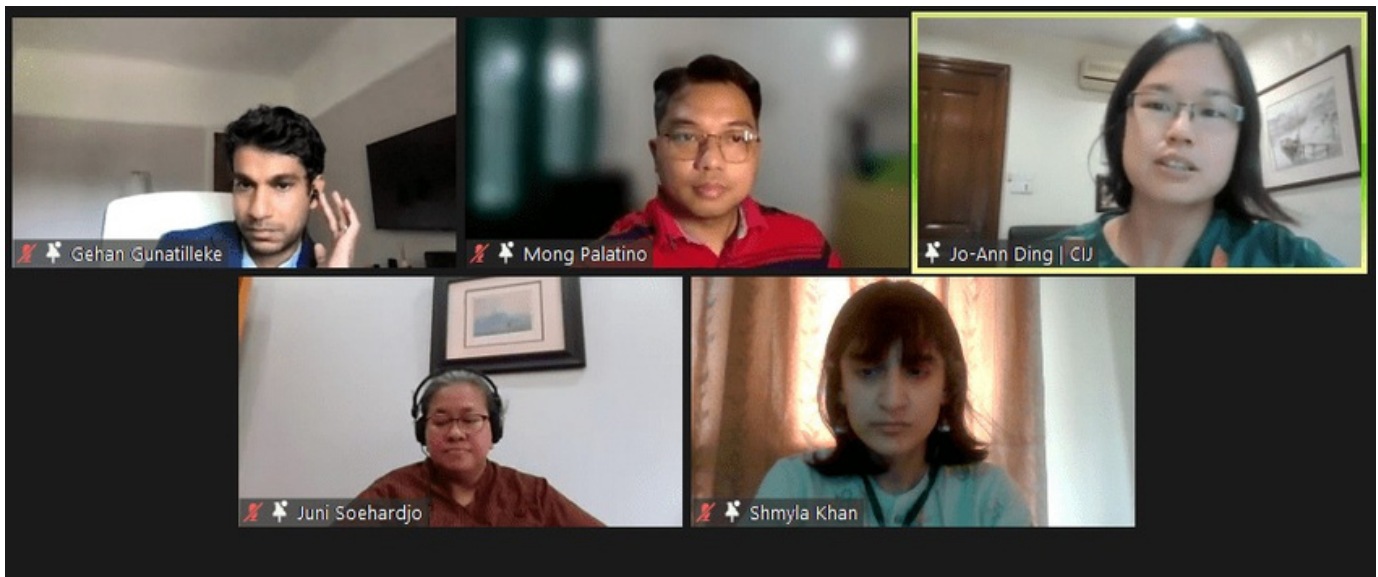 Gehan Gunatilleke
Mong Palatino
Jo-Ann Ding | CIJ
Juni Soehardjo
Shmyla Khan